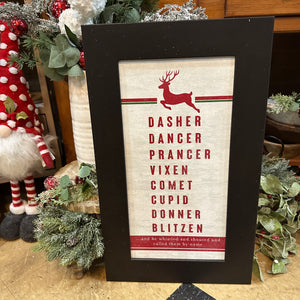 DASHER
DANCER
PRANCER
VIXEN
COMET
CUPID
DONNER
BLITZEN
...and he whistled and shouted and
called them by name